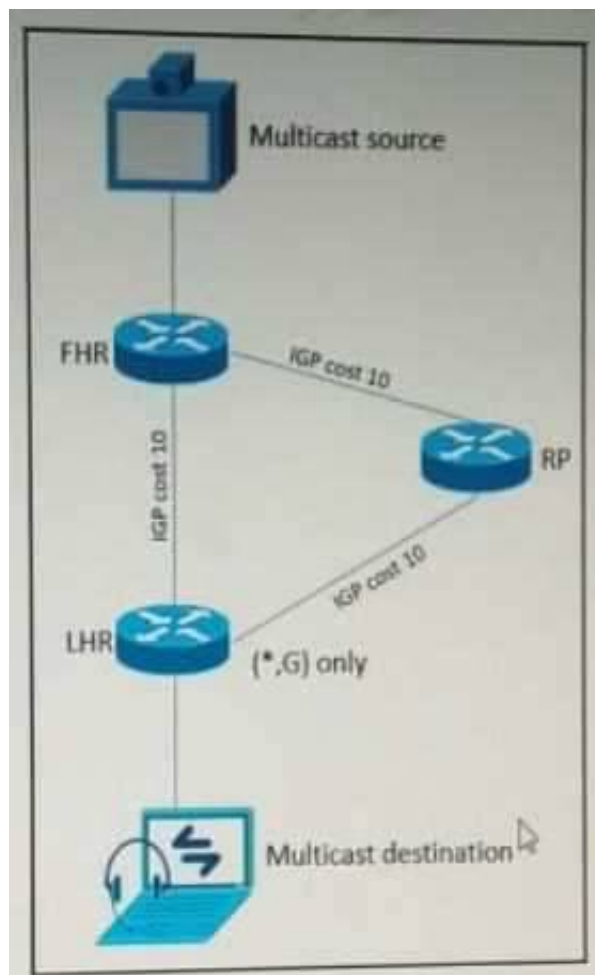 Multicast source
FHR
IGP cost 10
RP
IGP cost 10
IGP cost 10
LHR
(*,G) only
Multicast destination